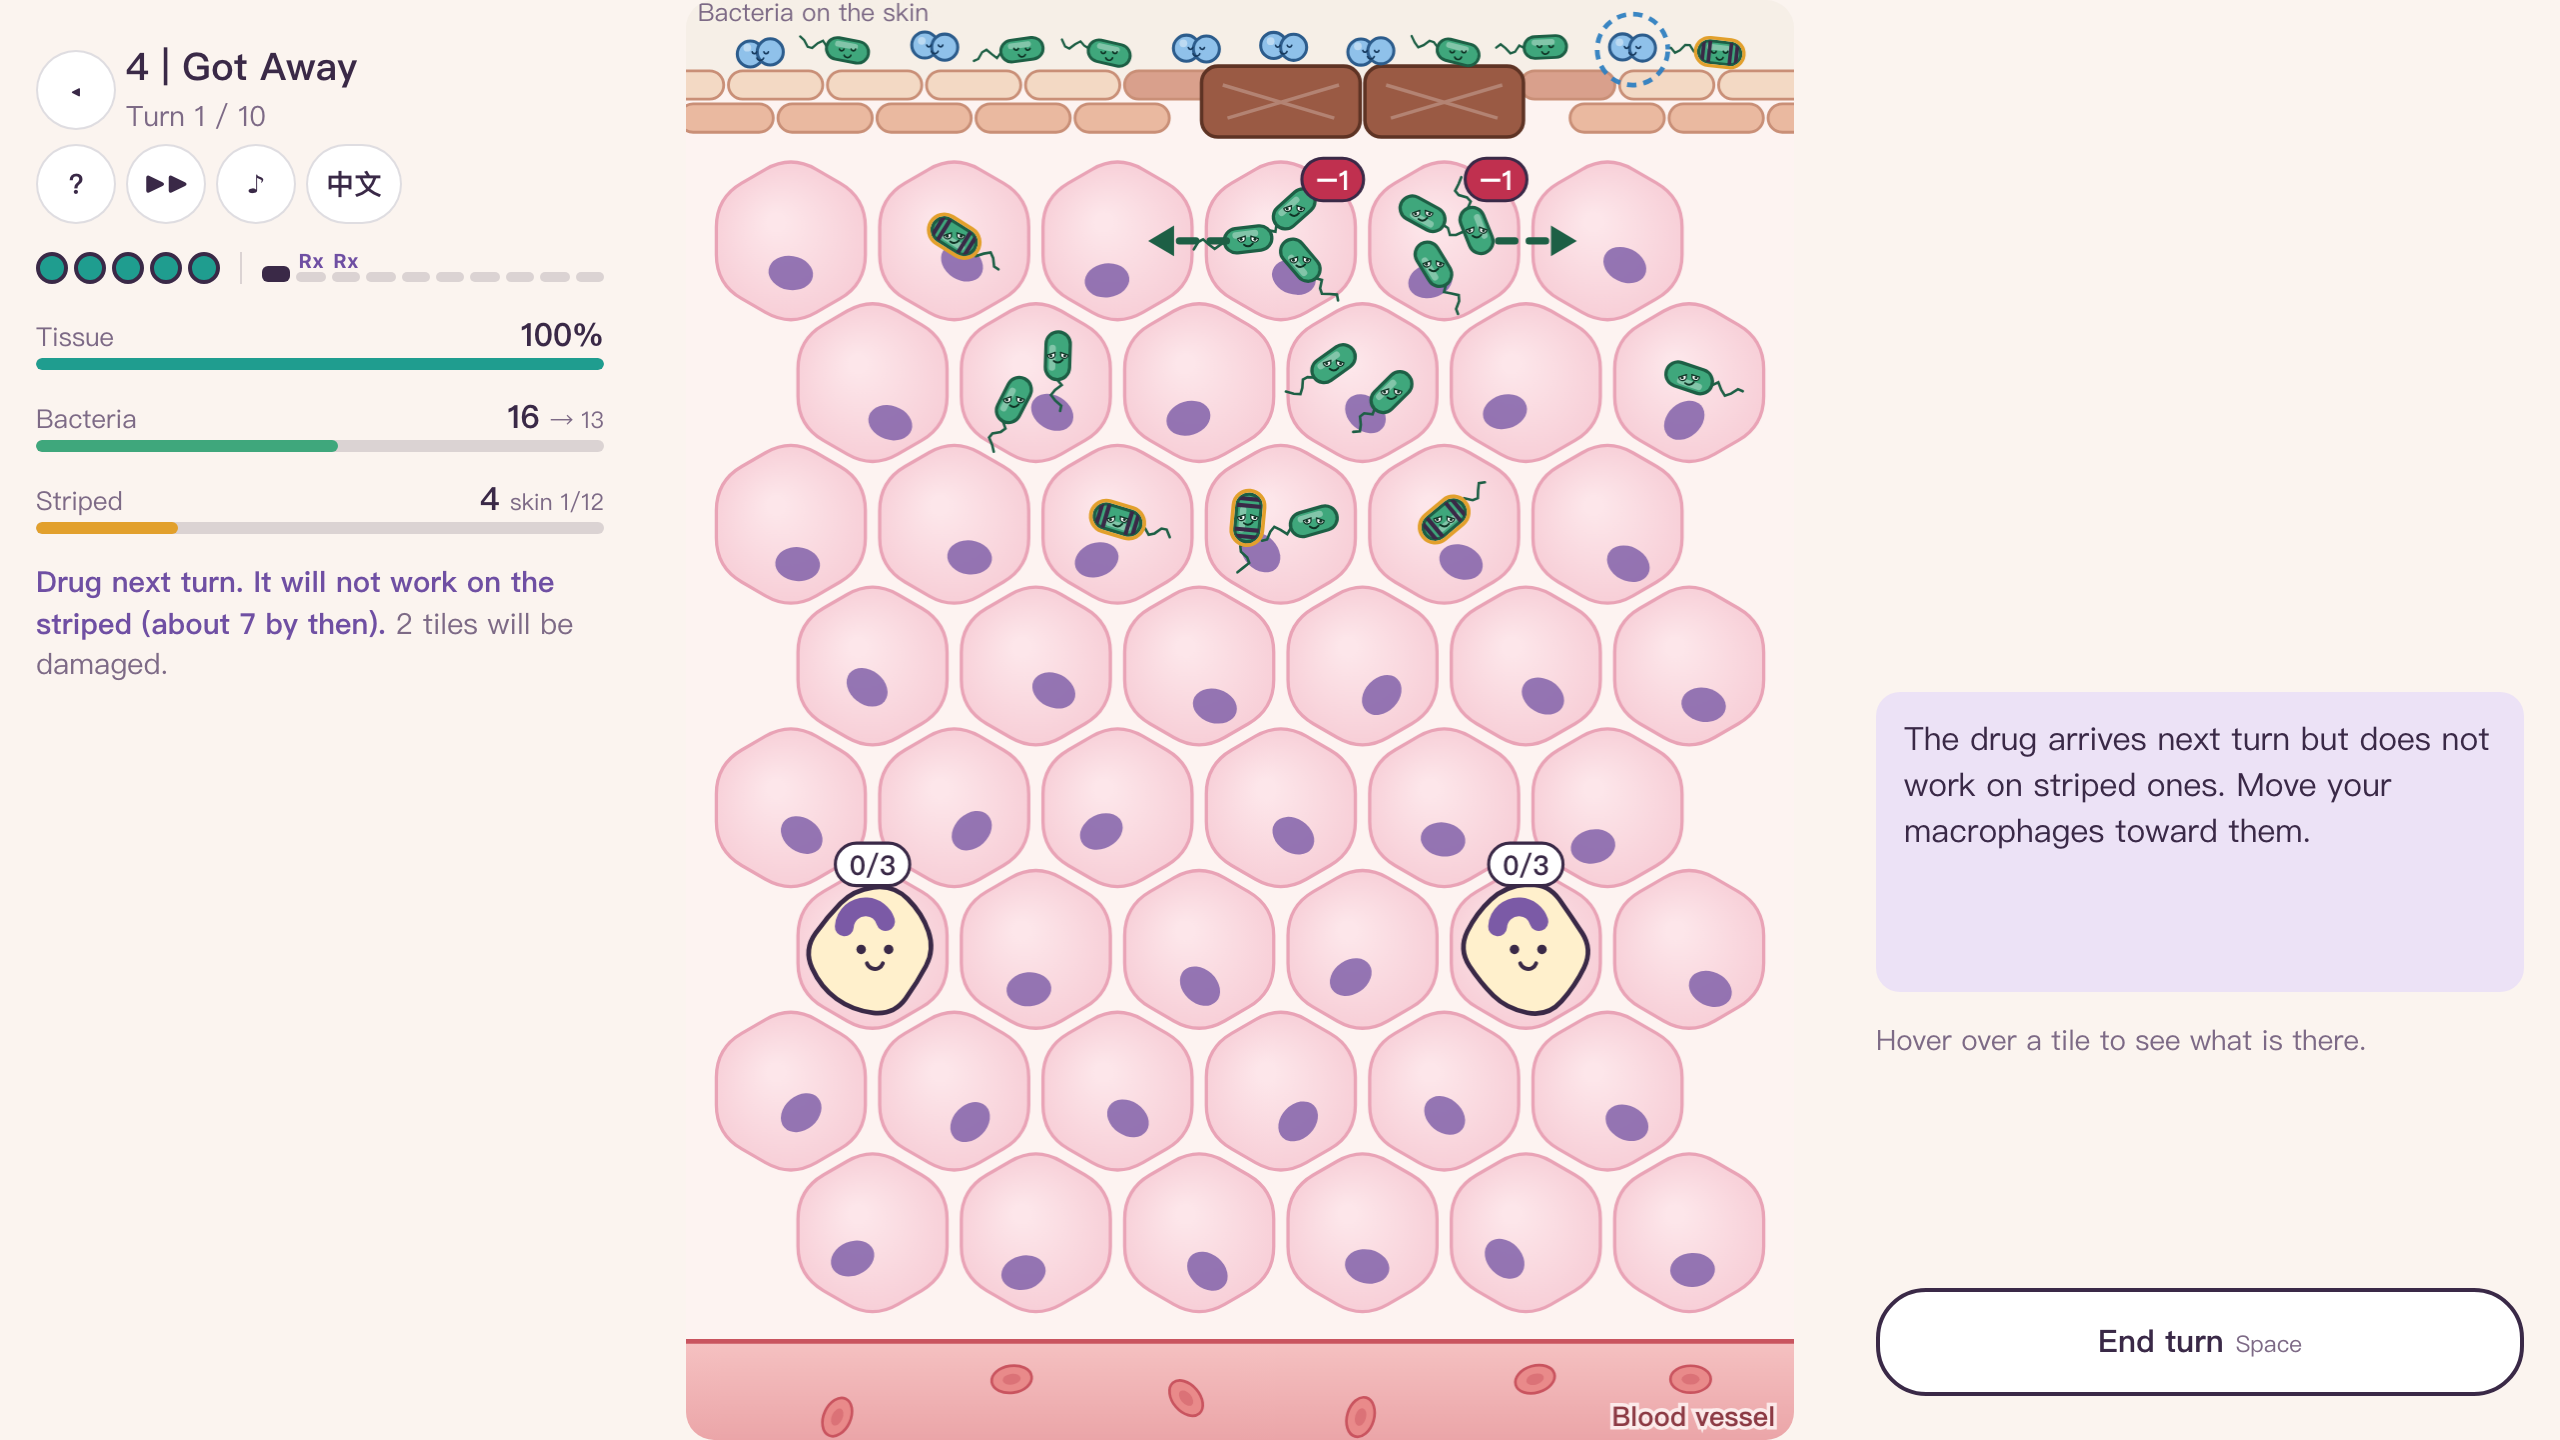 4 | Got Away
Turn 1 / 10
?
中文
Rx Rx
Tissue 100%
Bacteria 16 → 13
Striped 4 skin 1/12
Drug next turn. It will not work on the
striped (about 7 by then). 2 tiles will be
damaged.
Bacteria on the skin
−1
−1
0/3
0/3
Blood vessel
The drug arrives next turn but does not
work on striped ones. Move your
macrophages toward them.
Hover over a tile to see what is there.
End turn Space